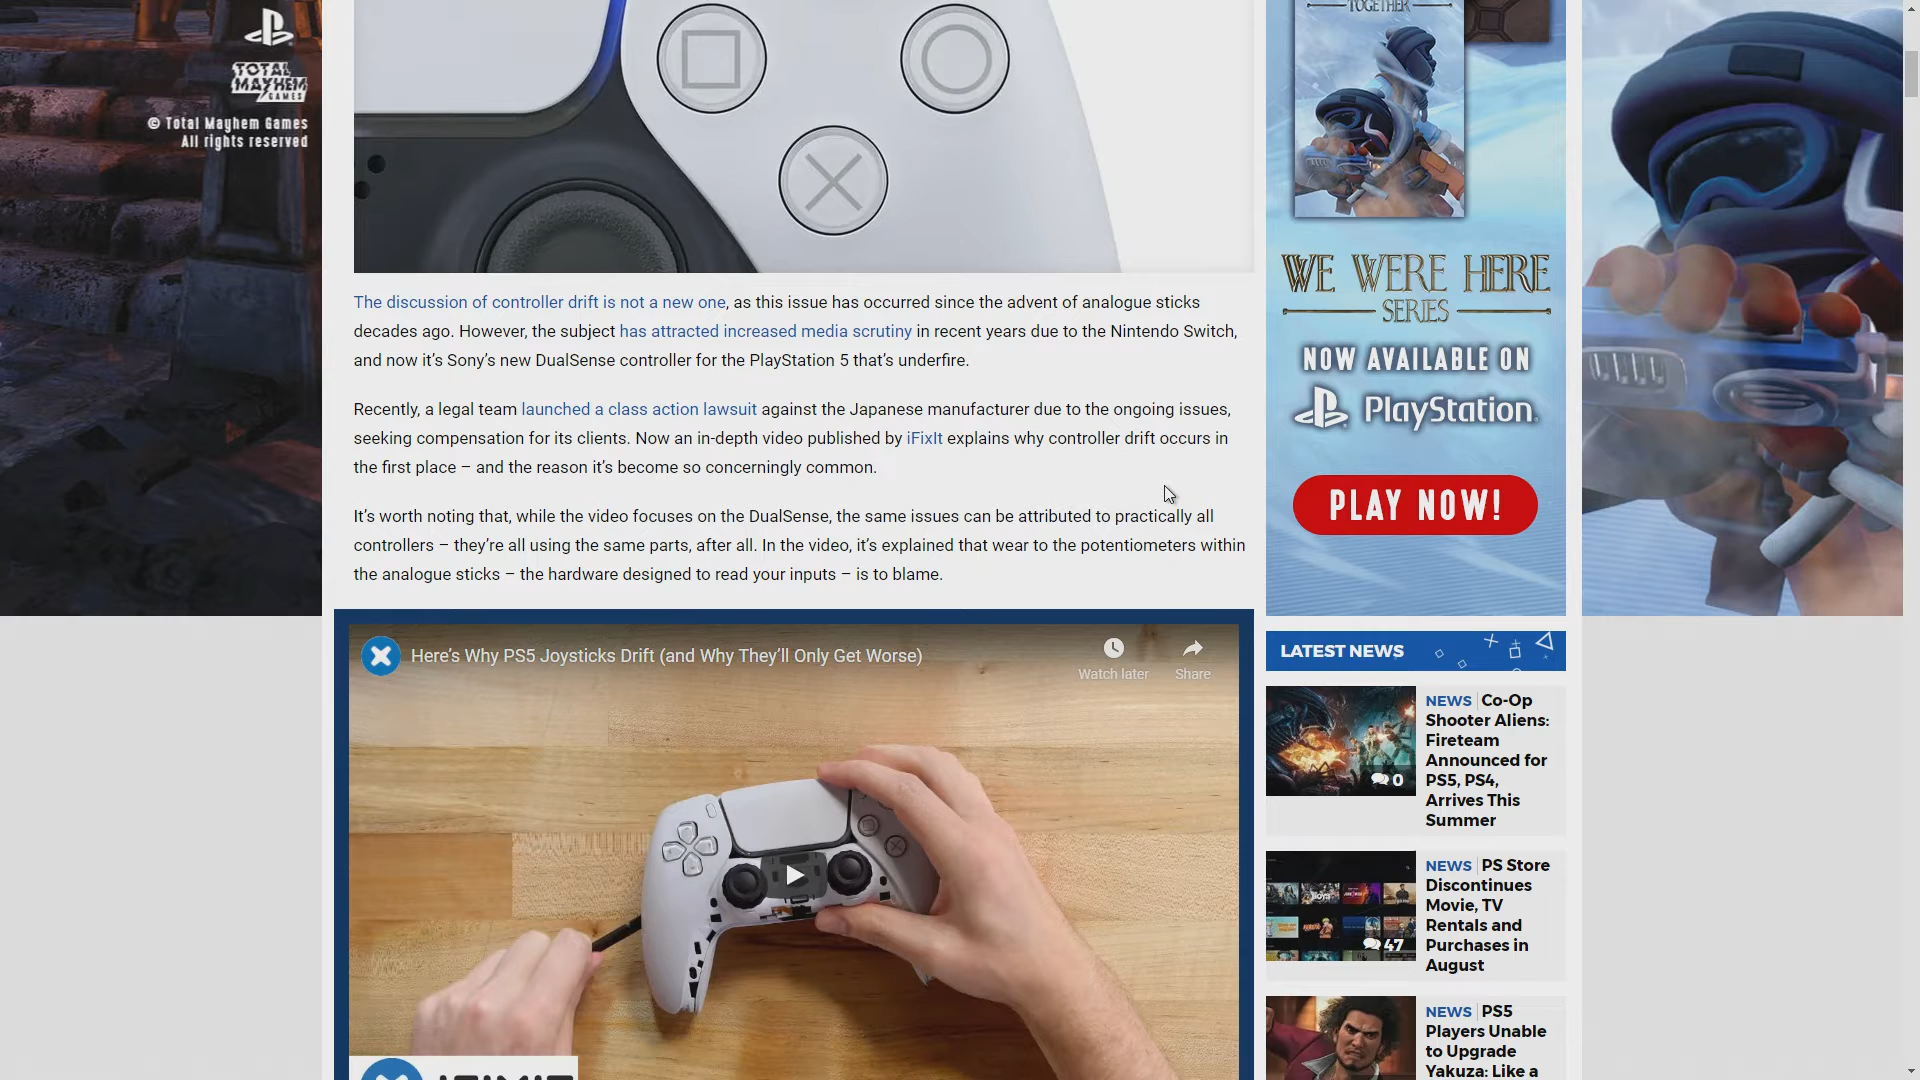 TOTAL
MAYHEM
GAMES
© Total Mayhem Games
All rights reserved
The discussion of controller drift is not a new one, as this issue has occurred since the advent of analogue sticks
decades ago. However, the subject has attracted increased media scrutiny in recent years due to the Nintendo Switch,
and now it’s Sony’s new DualSense controller for the PlayStation 5 that’s underfire.
Recently, a legal team launched a class action lawsuit against the Japanese manufacturer due to the ongoing issues,
seeking compensation for its clients. Now an in-depth video published by iFixIt explains why controller drift occurs in
the first place – and the reason it’s become so concerningly common.
It’s worth noting that, while the video focuses on the DualSense, the same issues can be attributed to practically all
controllers – they’re all using the same parts, after all. In the video, it’s explained that wear to the potentiometers within
the analogue sticks – the hardware designed to read your inputs – is to blame.
Here’s Why PS5 Joysticks Drift (and Why They’ll Only Get Worse)
Watch later
Share
TOGETHER
WE WERE HERE
SERIES
NOW AVAILABLE ON
PlayStation
PLAY NOW!
LATEST NEWS
NEWS Co-Op
Shooter Aliens:
Fireteam
Announced for
PS5, PS4,
Arrives This
Summer
0
NEWS PS Store
Discontinues
Movie, TV
Rentals and
Purchases in
August
47
NEWS PS5
Players Unable
to Upgrade
Yakuza: Like a